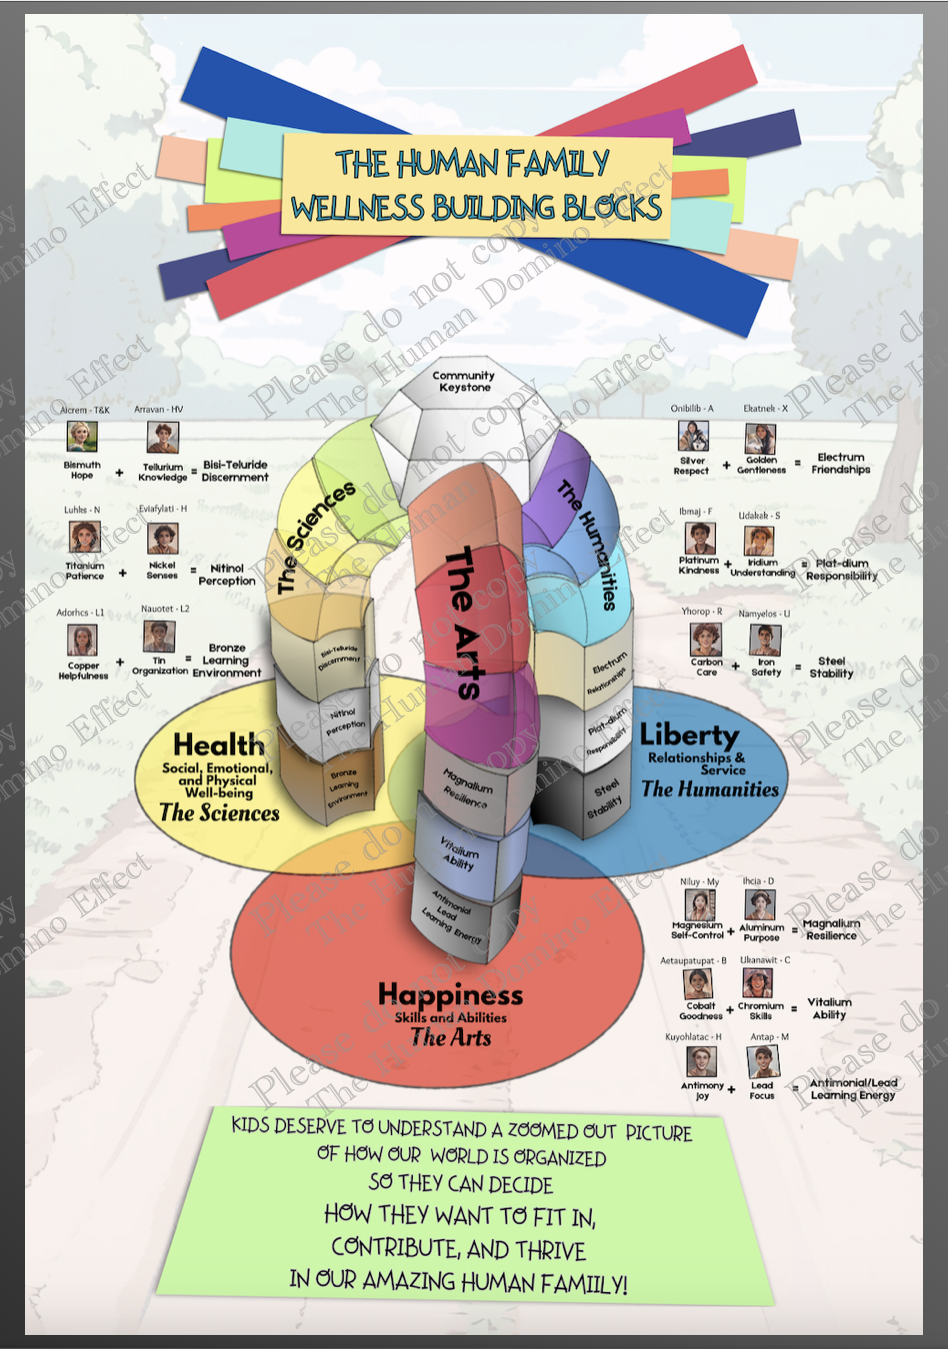 THE HUMAN FAMILY
WELLNESS BUILDING BLOCKS
Community
Keystone
The Sciences
The Arts
The Humanities
Aicrem - T&K
Arravan - HV
Bismuth
Hope
+
Tellurium
Knowledge
=
Bisi-Teluride
Discernment
Luhles - N
Eviafylati - H
Titanium
Patience
+
Nickel
Senses
=
Nitinol
Perception
Adorhcs - L1
Nauotet - L2
Copper
Helpfulness
+
Tin
Organization
=
Bronze
Learning
Environment
Onibilib - A
Ekatnek - X
Silver
Respect
+
Golden
Gentleness
=
Electrum
Friendships
Ibmaj - F
Udakak - S
Platinum
Kindness
+
Iridium
Understanding
=
Plat-dium
Responsibility
Yhorop - R
Namyelos - U
Carbon
Care
+
Iron
Safety
=
Steel
Stability
Bisi-Telluride
Discernment
Nitinol
Perception
Bronze
Learning
Environment
Electrum
Relationships
Plat-dium
Responsibility
Steel
Stability
Magnalium
Resilience
Vitalium
Ability
Antimonial
Lead
Learning Energy
Health
Social, Emotional,
and Physical
Well-being
The Sciences
Liberty
Relationships &
Service
The Humanities
Happiness
Skills and Abilities
The Arts
Niluy - My
Ihcia - D
Magnesium
Self-Control
+
Aluminum
Purpose
=
Magnalium
Resilience
Aetaupatupat - B
Ukanawit - C
Cobalt
Goodness
+
Chromium
Skills
=
Vitalium
Ability
Kuyohlatac - H
Antap - M
Antimony
Joy
+
Lead
Focus
=
Antimonial/Lead
Learning Energy
KIDS DESERVE TO UNDERSTAND A ZOOMED OUT PICTURE
OF HOW OUR WORLD IS ORGANIZED
SO THEY CAN DECIDE
HOW THEY WANT TO FIT IN,
CONTRIBUTE, AND THRIVE
IN OUR AMAZING HUMAN FAMIILY!
Please do not copy
The Human Domino Effect